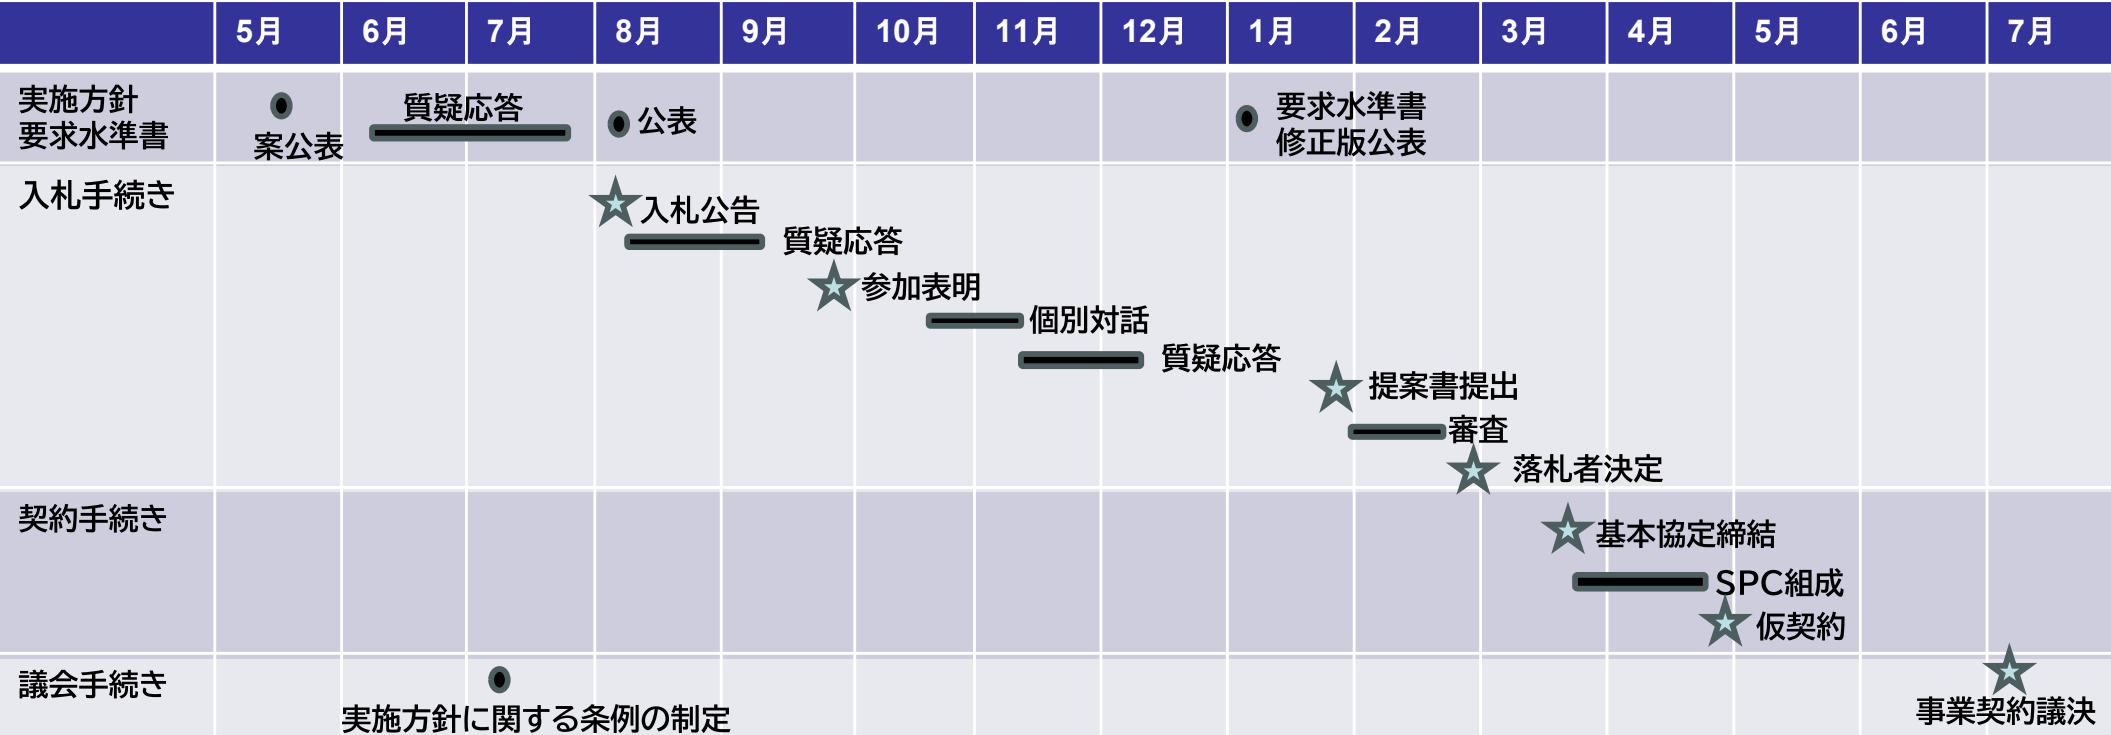 5月 6月 7月 8月 9月 10月 11月 12月 1月 2月 3月 4月 5月 6月 7月
実施方針
要求水準書
案公表
質疑応答
公表
要求水準書
修正版公表
入札手続き
入札公告
質疑応答
参加表明
個別対話
質疑応答
提案書提出
審査
落札者決定
契約手続き
基本協定締結
SPC組成
仮契約
議会手続き
実施方針に関する条例の制定
事業契約議決